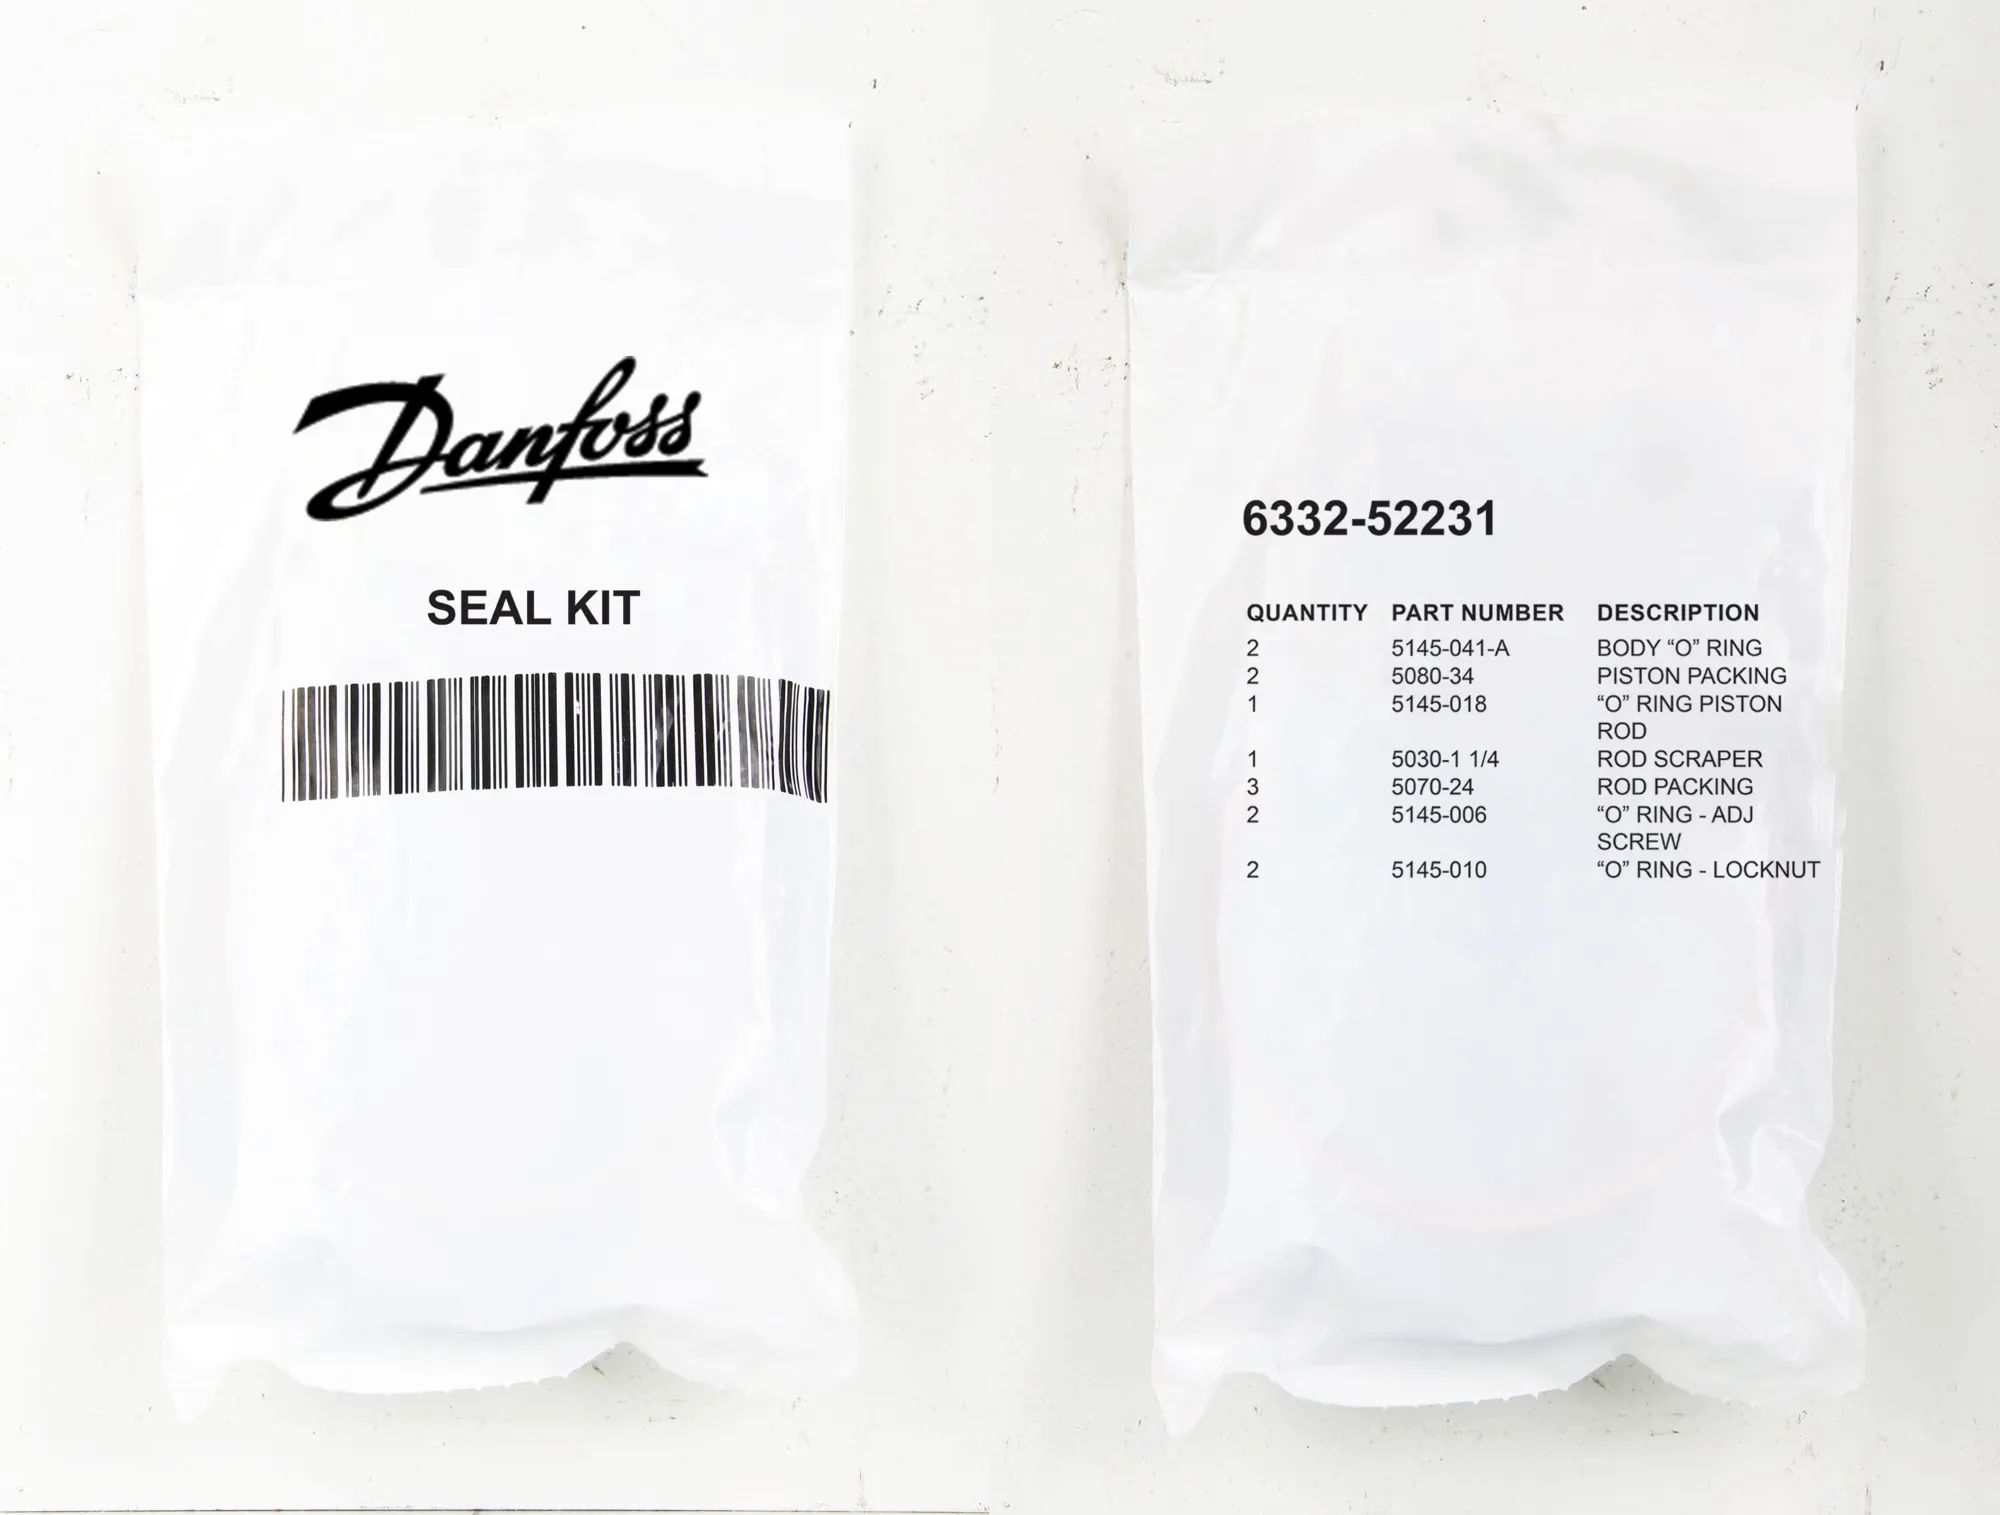 Danfoss
SEAL KIT
6332-52231
QUANTITY PART NUMBER DESCRIPTION
2 5145-041-A BODY “O” RING
2 5080-34 PISTON PACKING
1 5145-018 “O” RING PISTON
ROD
1 5030-1 1/4 ROD SCRAPER
3 5070-24 ROD PACKING
2 5145-006 “O” RING - ADJ
SCREW
2 5145-010 “O” RING - LOCKNUT